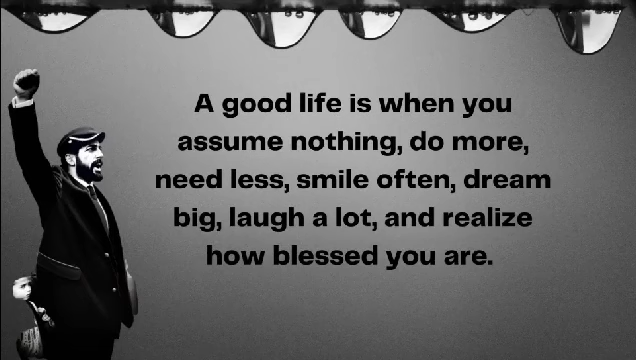 A good life is when you
assume nothing, do more,
need less, smile often, dream
big, laugh a lot, and realize
how blessed you are.